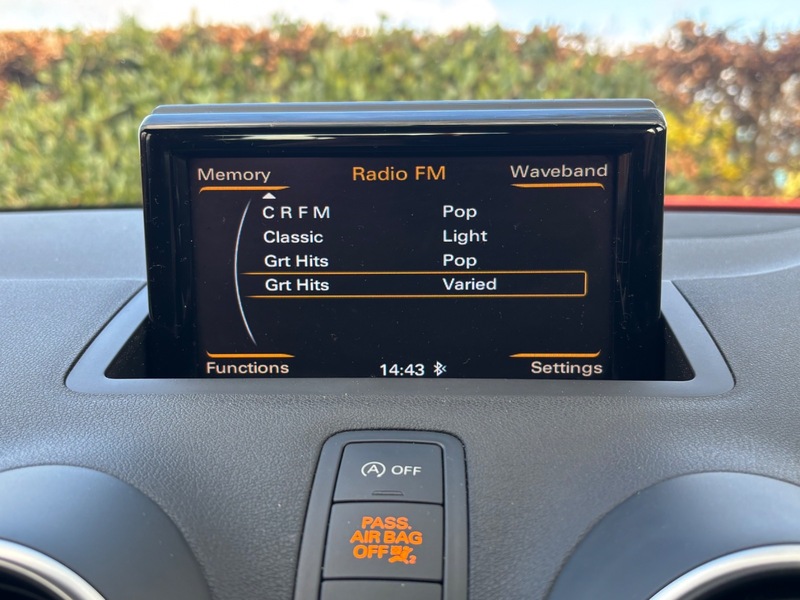 Memory Radio FM Waveband
C R F M Pop
Classic Light
Grt Hits Pop
Grt Hits Varied
Functions 14:43 Settings
A OFF
PASS.
AIR BAG
OFF 2